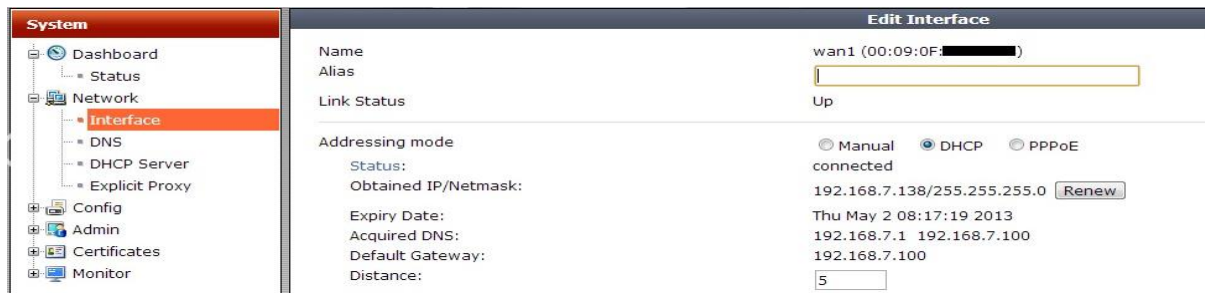 System
Dashboard
Status
Network
Interface
DNS
DHCP Server
Explicit Proxy
Config
Admin
Certificates
Monitor
Edit Interface
Name wan1 (00:09:0F: )
Alias
Link Status Up
Addressing mode Manual DHCP PPPoE
Status: connected
Obtained IP/Netmask: 192.168.7.138/255.255.255.0 Renew
Expiry Date: Thu May 2 08:17:19 2013
Acquired DNS: 192.168.7.1 192.168.7.100
Default Gateway: 192.168.7.100
Distance: 5